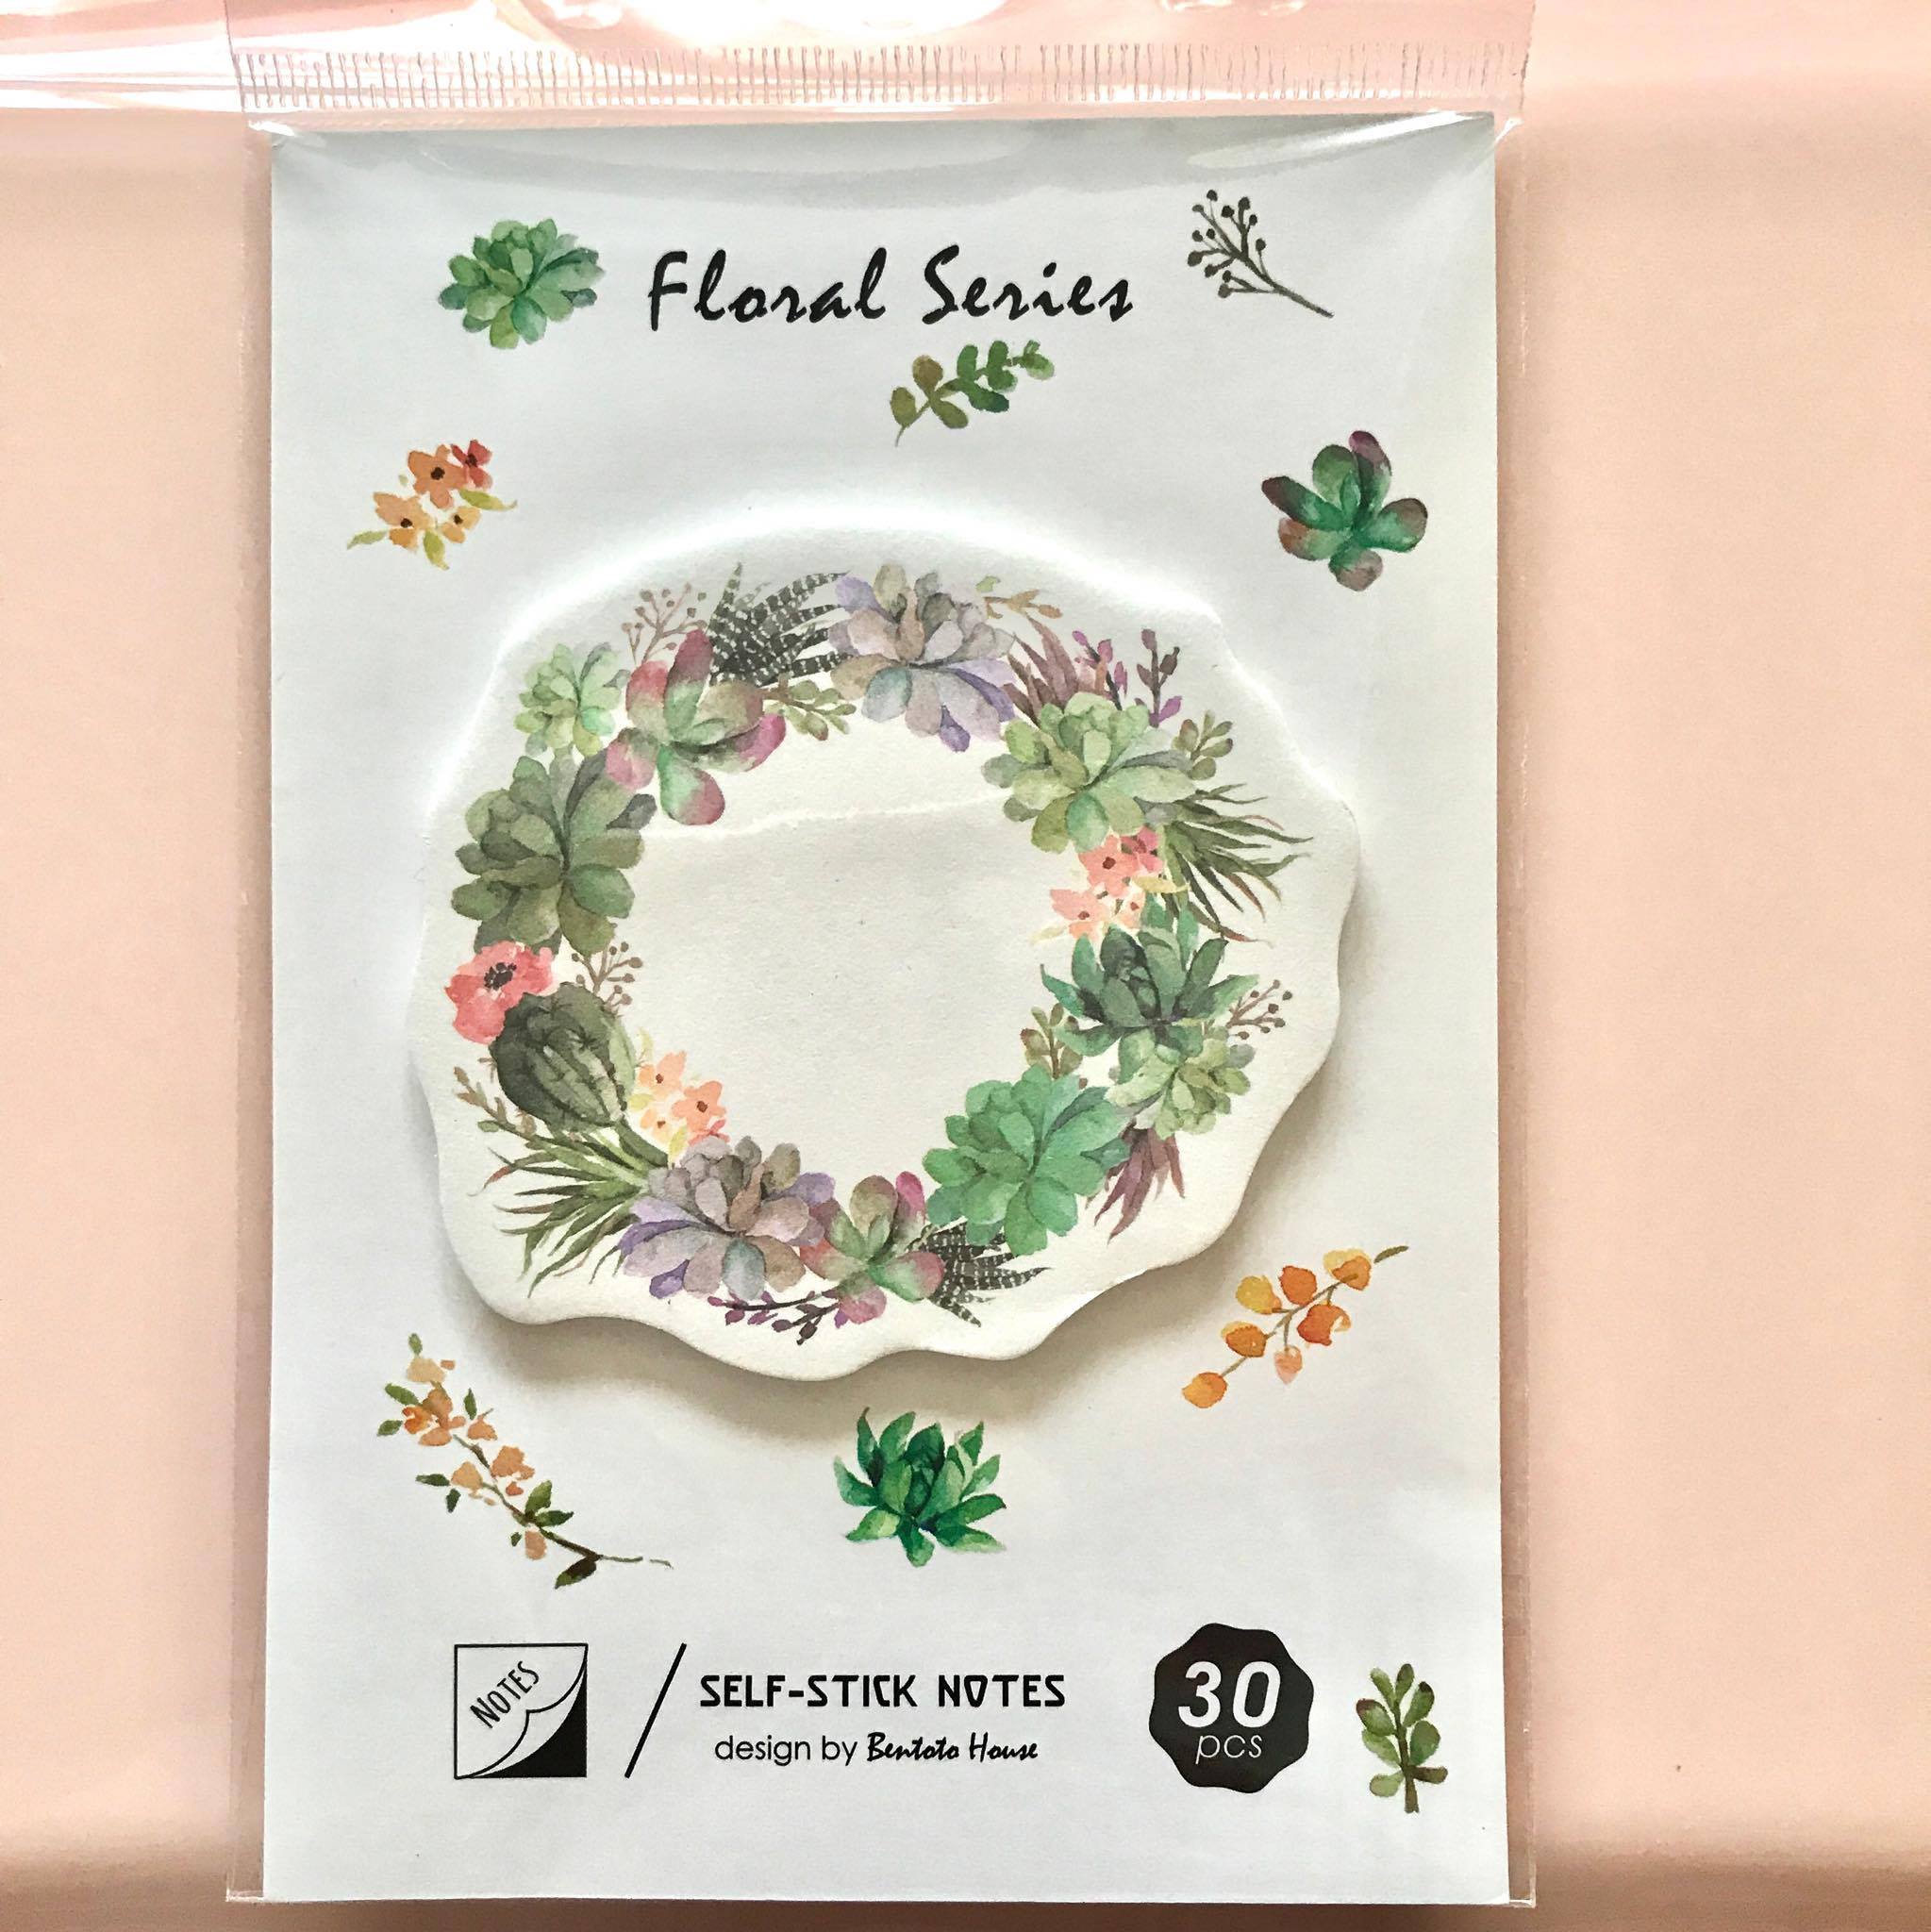 Floral Series
NOTES
SELF-STICK NOTES
design by Bentoto House
30
pcs